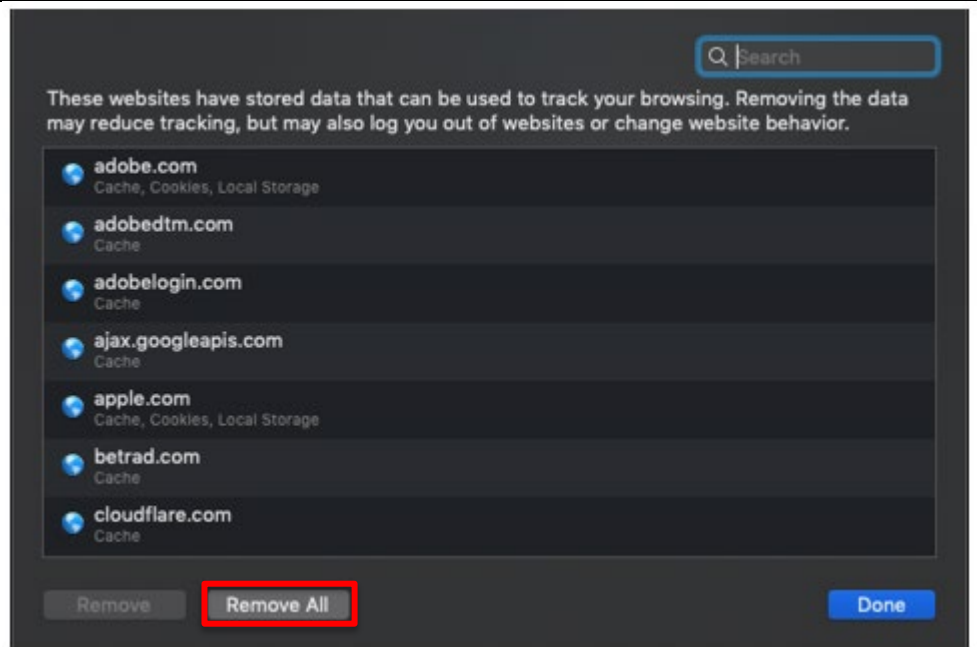 Search
These websites have stored data that can be used to track your browsing. Removing the data
may reduce tracking, but may also log you out of websites or change website behavior.
adobe.com
Cache, Cookies, Local Storage
adobedtm.com
Cache
adobelogin.com
Cache
ajax.googleapis.com
Cache
apple.com
Cache, Cookies, Local Storage
betrad.com
Cache
cloudflare.com
Cache
Remove Remove All Done